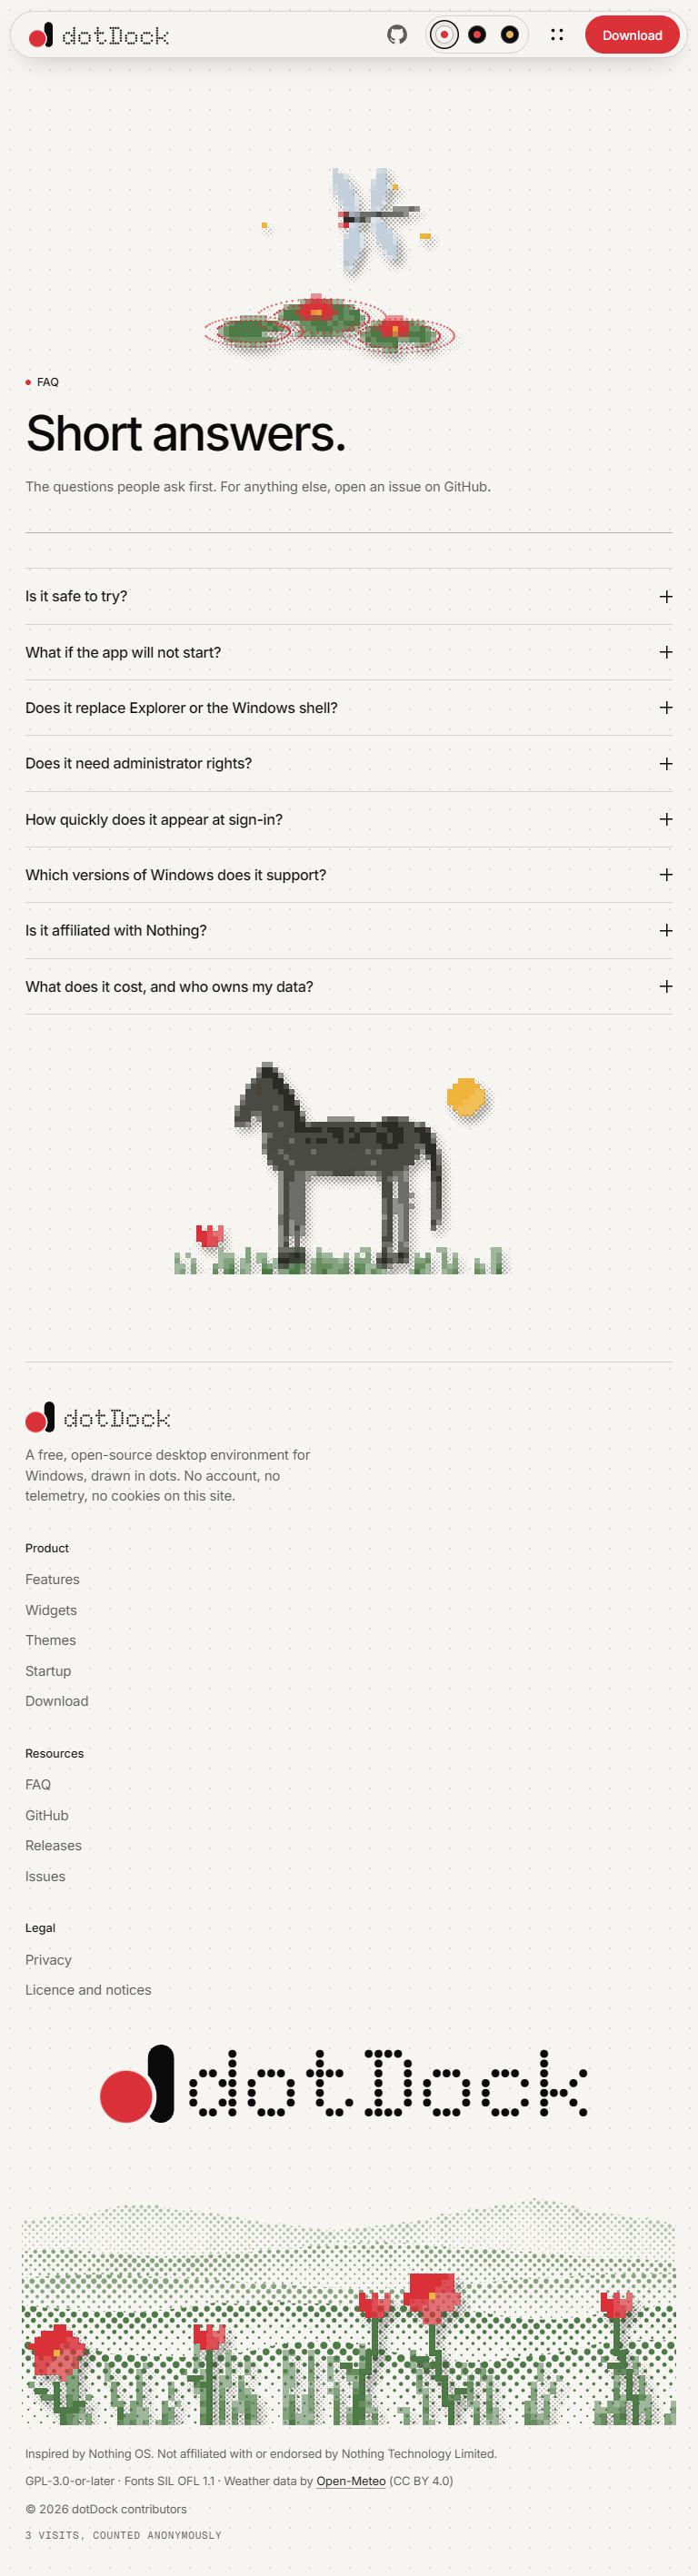 dotDock
Download
FAQ
Short answers.
The questions people ask first. For anything else, open an issue on GitHub.
Is it safe to try?
What if the app will not start?
Does it replace Explorer or the Windows shell?
Does it need administrator rights?
How quickly does it appear at sign-in?
Which versions of Windows does it support?
Is it affiliated with Nothing?
What does it cost, and who owns my data?
dotDock
A free, open-source desktop environment for
Windows, drawn in dots. No account, no
telemetry, no cookies on this site.
Product
Features
Widgets
Themes
Startup
Download
Resources
FAQ
GitHub
Releases
Issues
Legal
Privacy
Licence and notices
dotDock
Inspired by Nothing OS. Not affiliated with or endorsed by Nothing Technology Limited.
GPL-3.0-or-later · Fonts SIL OFL 1.1 · Weather data by Open-Meteo (CC BY 4.0)
© 2026 dotDock contributors
3 VISITS, COUNTED ANONYMOUSLY